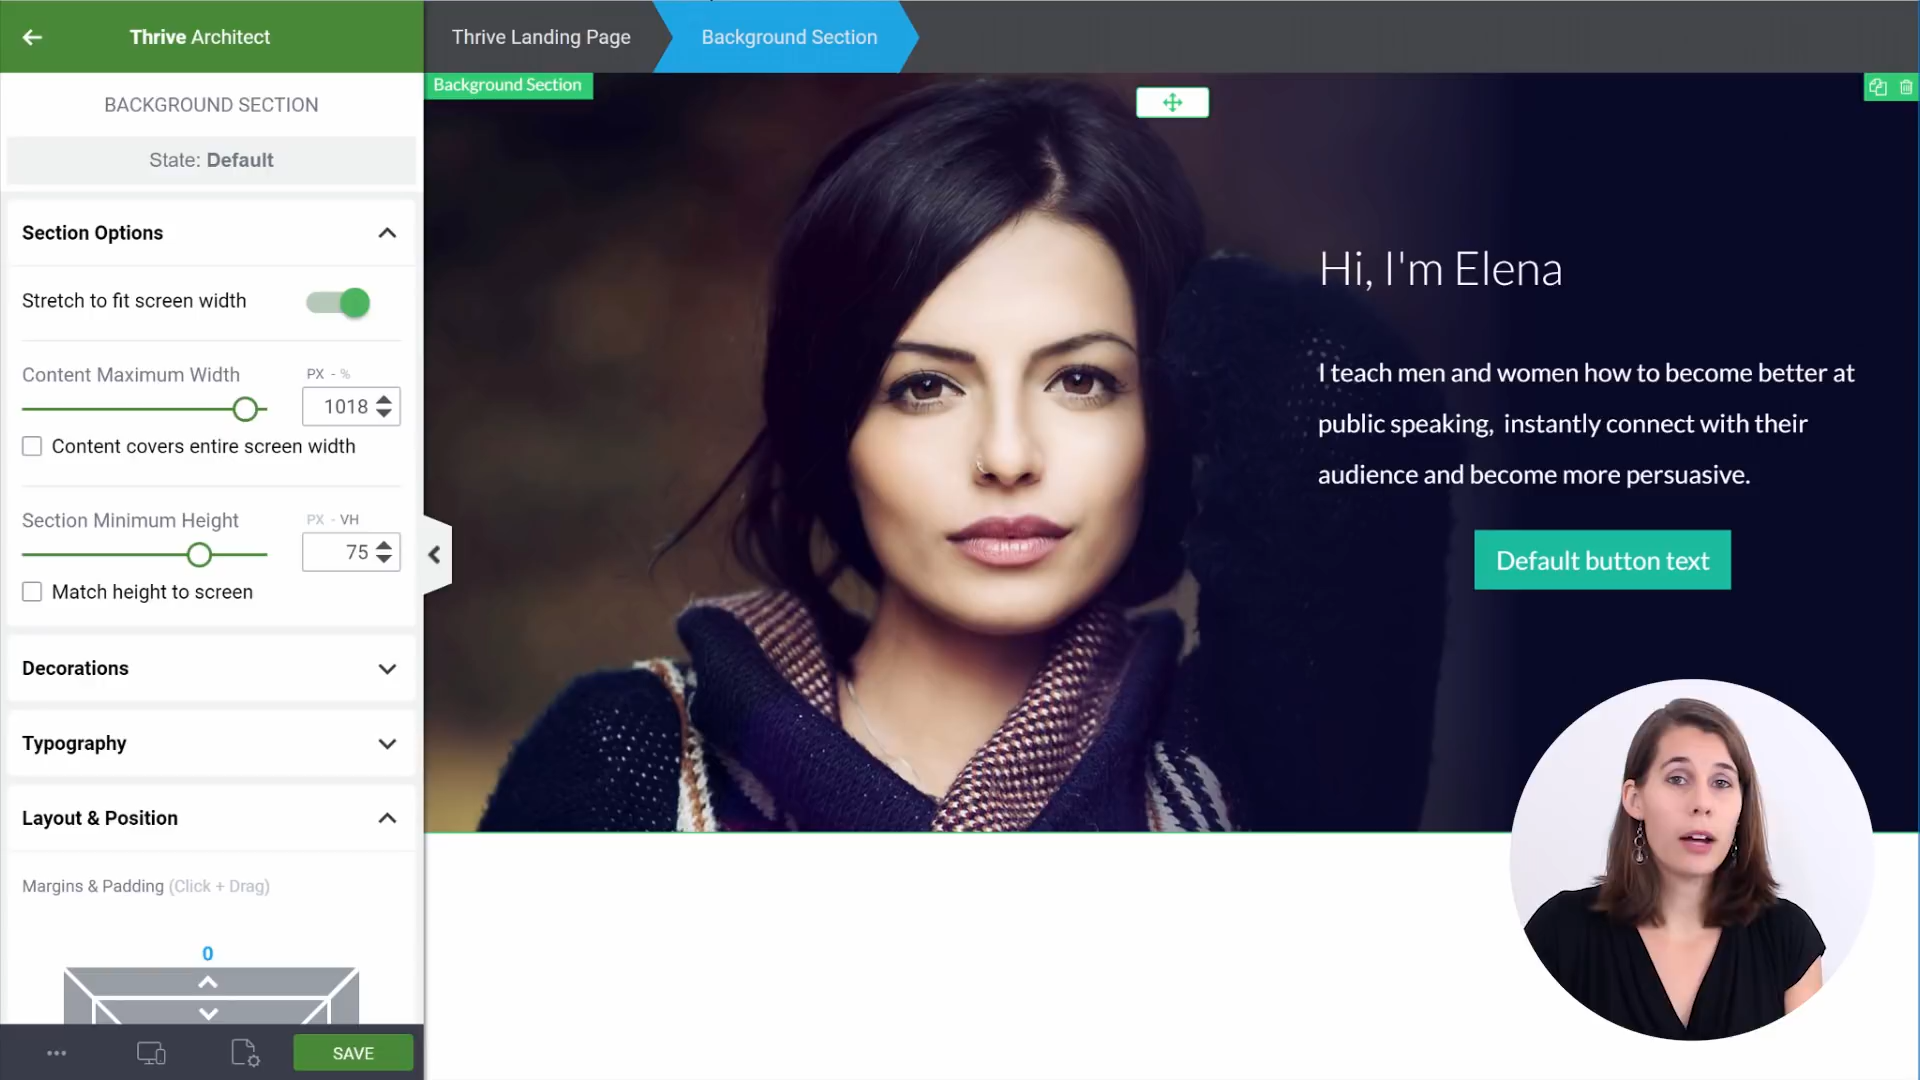 Thrive Architect
Thrive Landing Page
Background Section
BACKGROUND SECTION
State: Default
Section Options
Stretch to fit screen width
Content Maximum Width
PX - %
1018
Content covers entire screen width
Section Minimum Height
PX - VH
75
Match height to screen
Decorations
Typography
Layout & Position
Margins & Padding (Click + Drag)
0
SAVE
Background Section
Hi, I'm Elena
I teach men and women how to become better at
public speaking, instantly connect with their
audience and become more persuasive.
Default button text